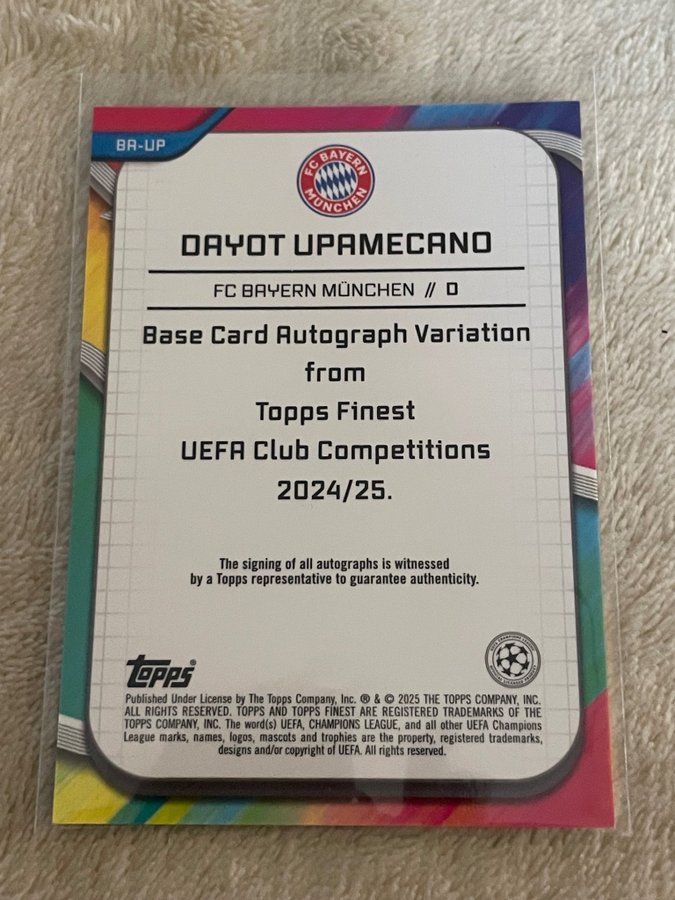 BA-UP
FC BAYERN
MÜNCHEN
DAYOT UPAMECANO
FC BAYERN MÜNCHEN // D
Base Card Autograph Variation
from
Topps Finest
UEFA Club Competitions
2024/25.
The signing of all autographs is witnessed
by a Topps representative to guarantee authenticity.
topps®
Published Under License by The Topps Company, Inc. ® & © 2025 THE TOPPS COMPANY, INC.
ALL RIGHTS RESERVED. TOPPS AND TOPPS FINEST ARE REGISTERED TRADEMARKS OF THE
TOPPS COMPANY, INC. The word(s) UEFA, CHAMPIONS LEAGUE, and all other UEFA Champions
League marks, names, logos, mascots and trophies are the property, registered trademarks,
designs and/or copyright of UEFA. All rights reserved.